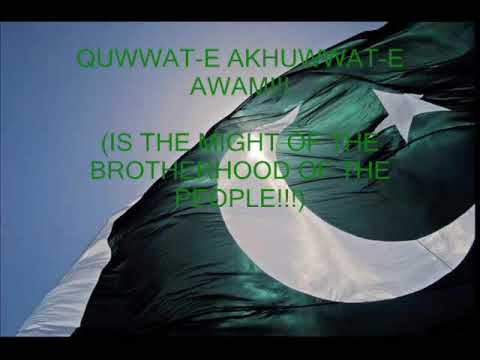 QUWWAT-E AKHUWWAT-E
AWAM!!!
(IS THE MIGHT OF THE
BROTHERHOOD OF THE
PEOPLE!!!)